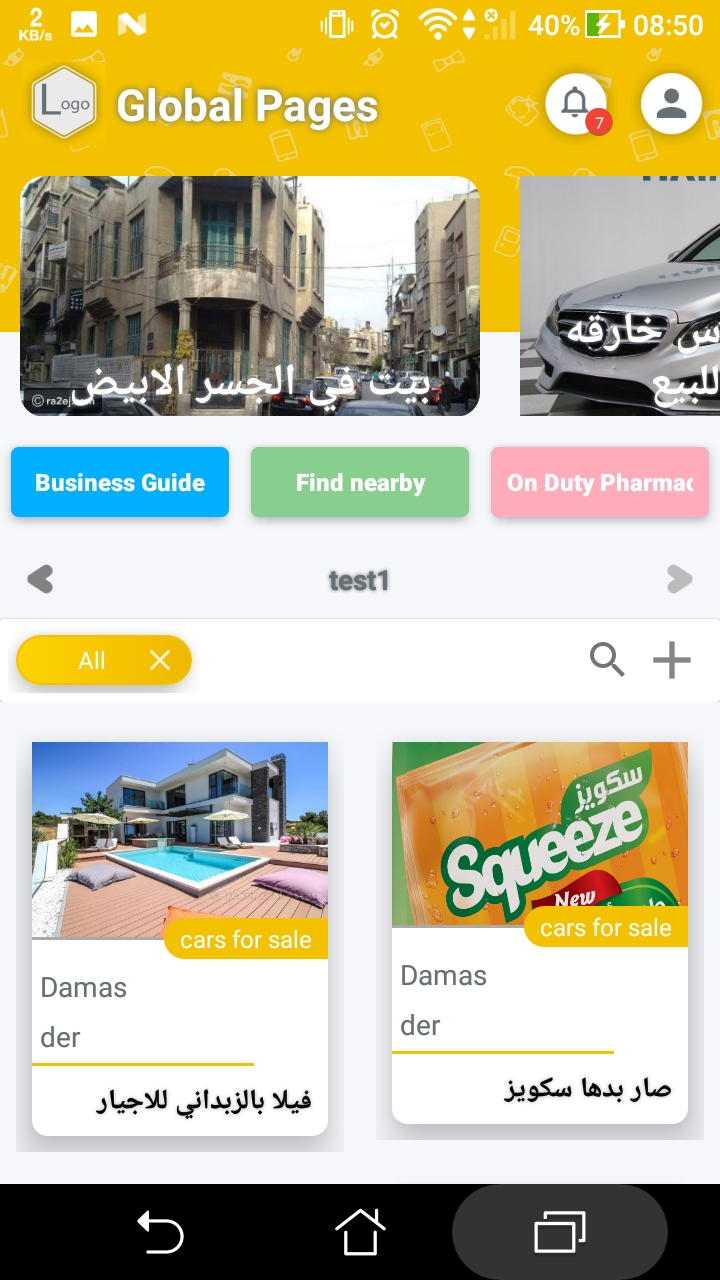 2
KB/s
40%
08:50
Logo
Global Pages
7
بيت في الجسر الابيض
س خارقه
للبيع
Business Guide
Find nearby
On Duty Pharmac
test1
All
سكويز
Squeeze
New
cars for sale
cars for sale
Damas
der
Damas
der
فيلا بالزبداني للاجيار
صار بدها سكويز